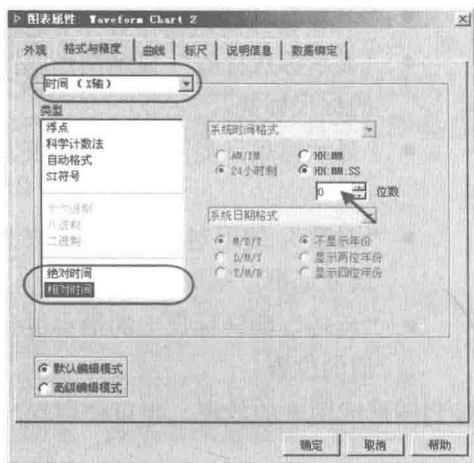 图表属性: Waveform Chart 2
外观 格式与精度 曲线 标尺 说明信息 数据绑定
时间 (X轴)
类型
浮点
科学计数法
自动格式
SI符号
十六进制
八进制
二进制
绝对时间
相对时间
系统时间格式
AM/PM HH:MM
24小时制 HH:MM:SS
0 位数
系统日期格式
M/D/Y 不显示年份
D/M/Y 显示两位年份
Y/M/D 显示四位年份
默认编辑模式
高级编辑模式
确定 取消 帮助